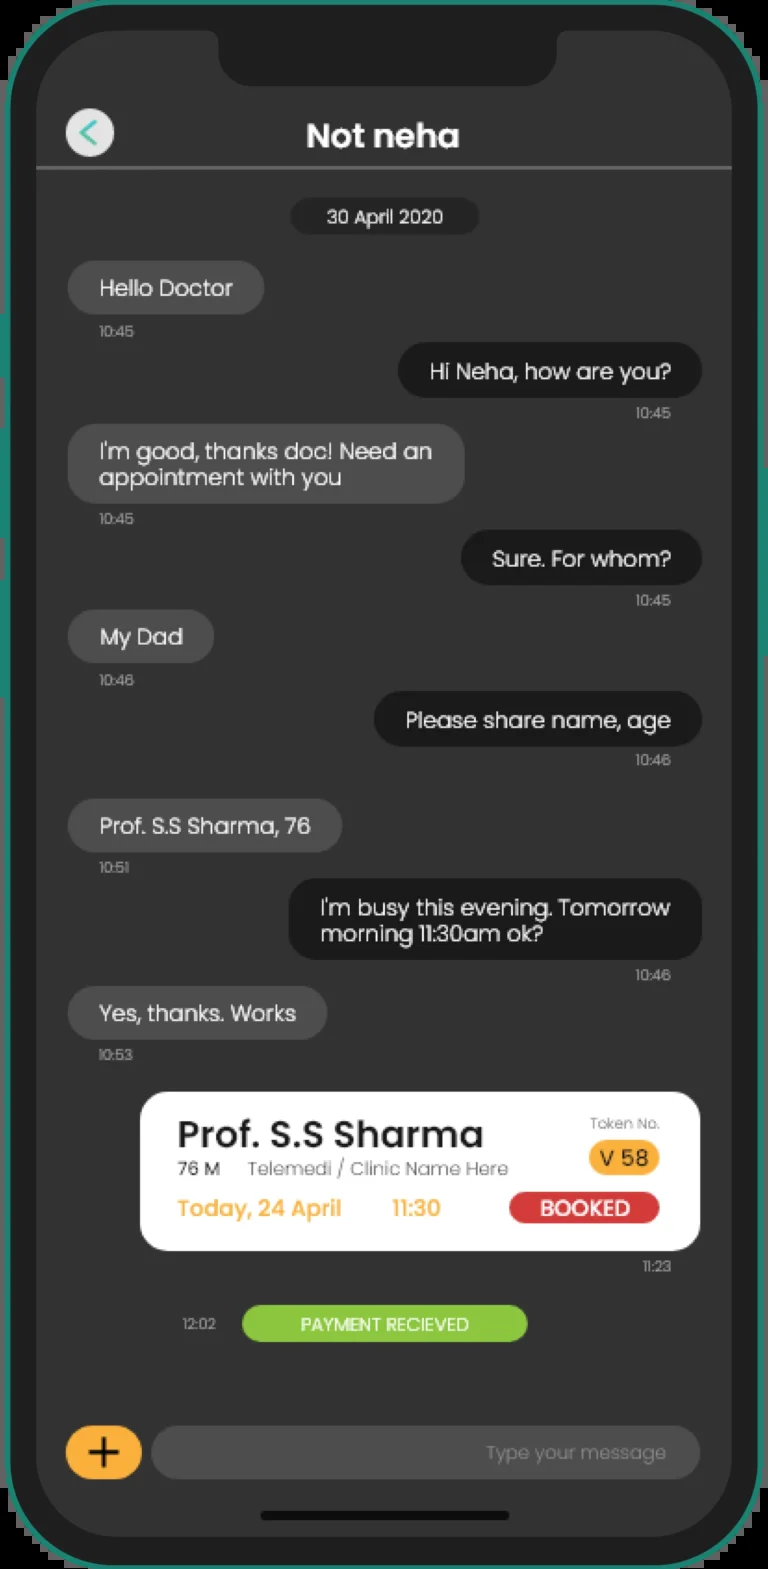 Not neha
30 April 2020
Hello Doctor
10:45
Hi Neha, how are you?
10:45
I'm good, thanks doc! Need an
appointment with you
10:45
Sure. For whom?
10:45
My Dad
10:46
Please share name, age
10:46
Prof. S.S Sharma, 76
10:51
I'm busy this evening. Tomorrow
morning 11:30am ok?
10:46
Yes, thanks. Works
10:53
Prof. S.S Sharma
Token No.
76 M Telemedi / Clinic Name Here
V 58
Today, 24 April 11:30 BOOKED
11:23
12:02 PAYMENT RECIEVED
+ Type your message